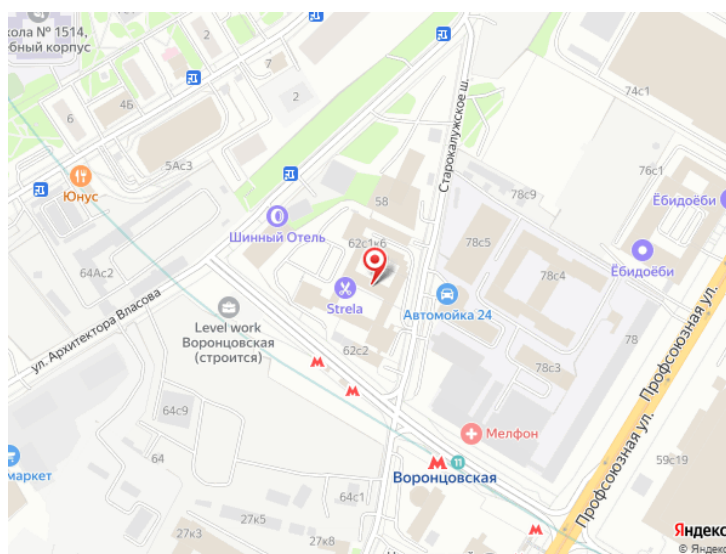 кола № 1514,
бный корпус
2
7
2
6
4Б
5Ас3
Юнус
64Ас2
ул. Архитектора Власова
Шинный Отель
58
62с1к6
Strela
62с2
Level work
Воронцовская
(строится)
Старокалужское ш.
74с1
76с1
78с9
78с5
78с4
78с3
78
Ёбидоёби
Ёбидоёби
Автомойка 24
Профсоюзная ул.
Профсоюзная ул.
Мелфон
11
Воронцовская
59с19
64с9
64
маркет
64с1
27к5
27к3
27к8
Яндекс
© Яндекс